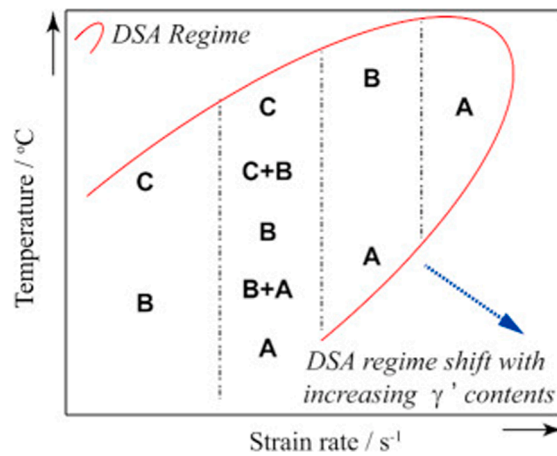 DSA Regime
B
C
A
C+B
C
B
B+A
B
A
A
DSA regime shift with
increasing γ' contents
Temperature / °C
Strain rate / s-1